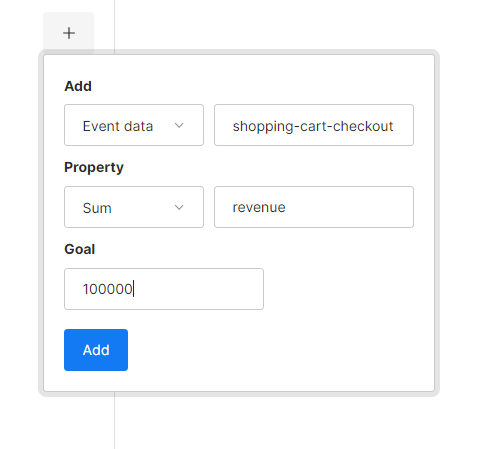 +
Add
Event data shopping-cart-checkout
Property
Sum revenue
Goal
100000
Add